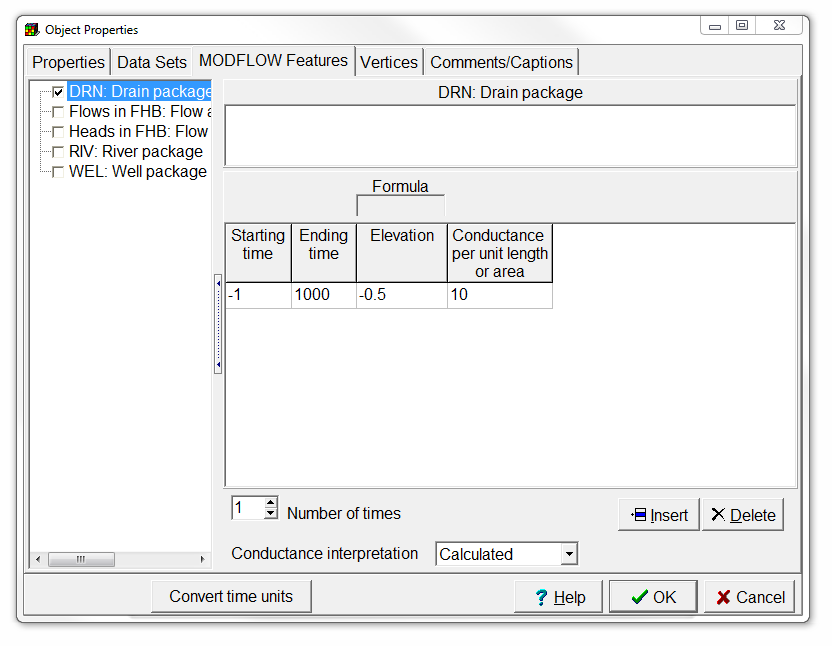 Object Properties
Properties
Data Sets
MODFLOW Features
Vertices
Comments/Captions
DRN: Drain package
Flows in FHB: Flow a
Heads in FHB: Flow
RIV: River package
WEL: Well package
DRN: Drain package
Formula
Starting time
Ending time
Elevation
Conductance per unit length or area
-1
1000
-0.5
10
1
Number of times
Insert
Delete
Conductance interpretation
Calculated
Convert time units
? Help
OK
Cancel